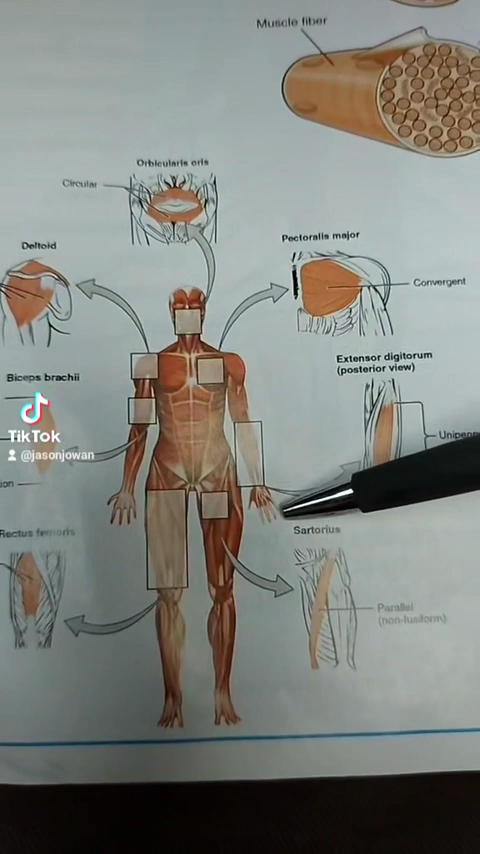 Muscle fiber
Orbicularis oris
Circular
Deltoid
Pectoralis major
Convergent
Extensor digitorum
(posterior view)
Biceps brachii
TikTok
@jasonjowan
Rectus femoris
Sartorius
Parallel
(non-fusiform)